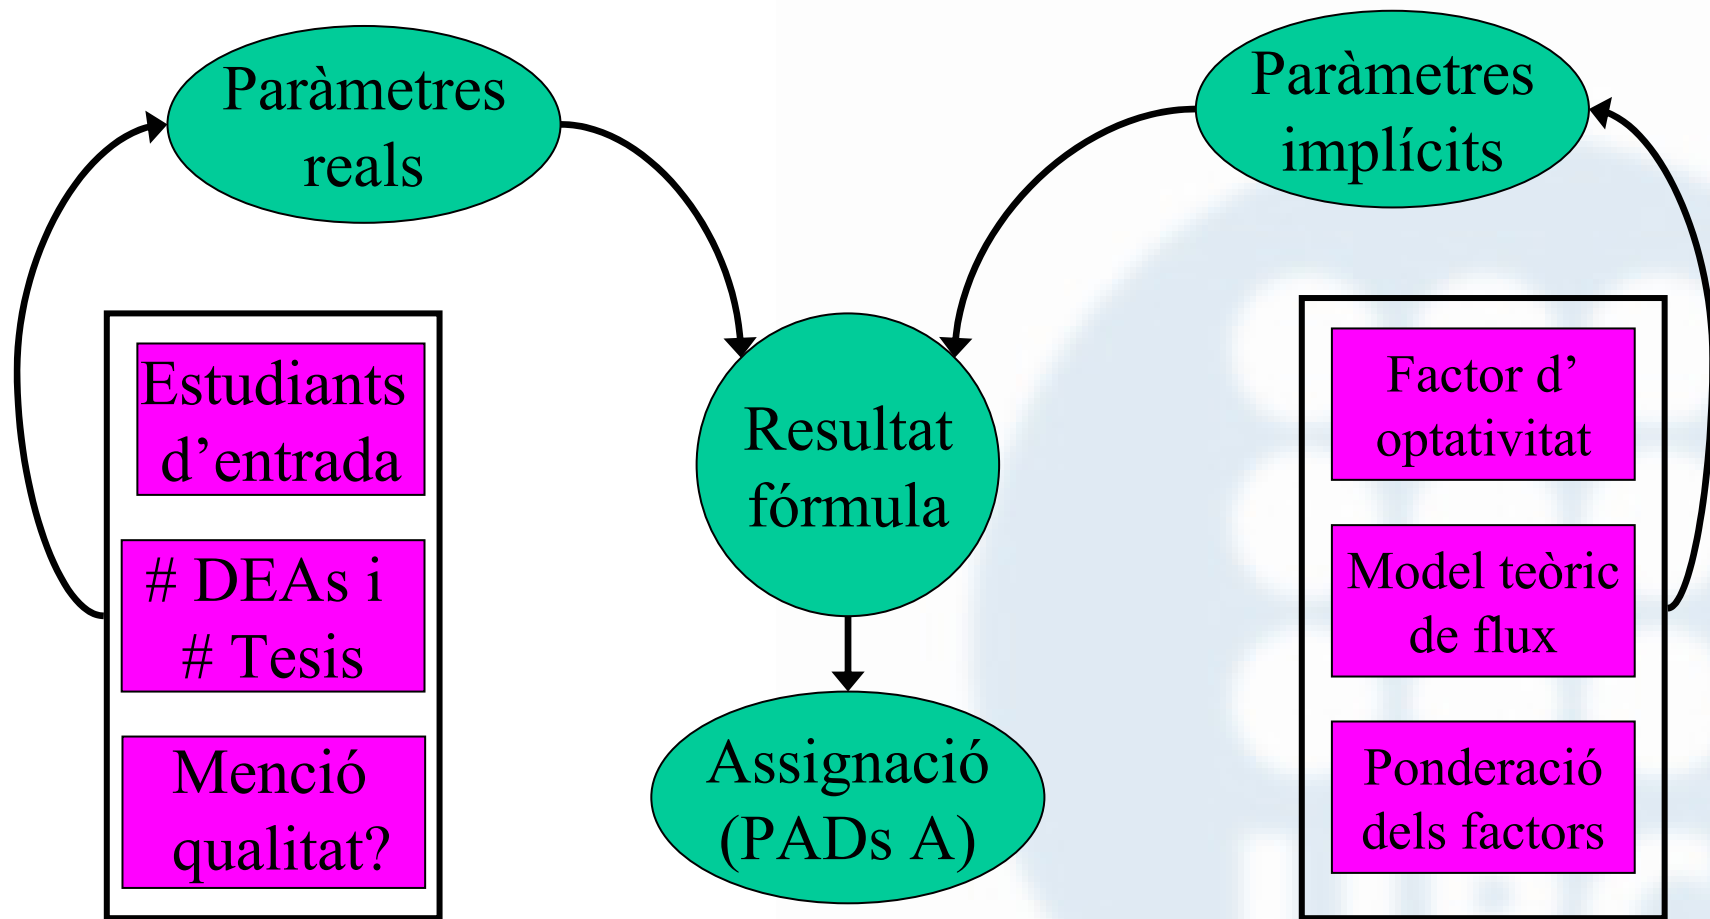 Paràmetres
reals
Paràmetres
implícits
Estudiants
d’entrada
# DEAs i
# Tesis
Menció
qualitat?
Resultat
fórmula
Assignació
(PADs A)
Factor d’
optativitat
Model teòric
de flux
Ponderació
dels factors